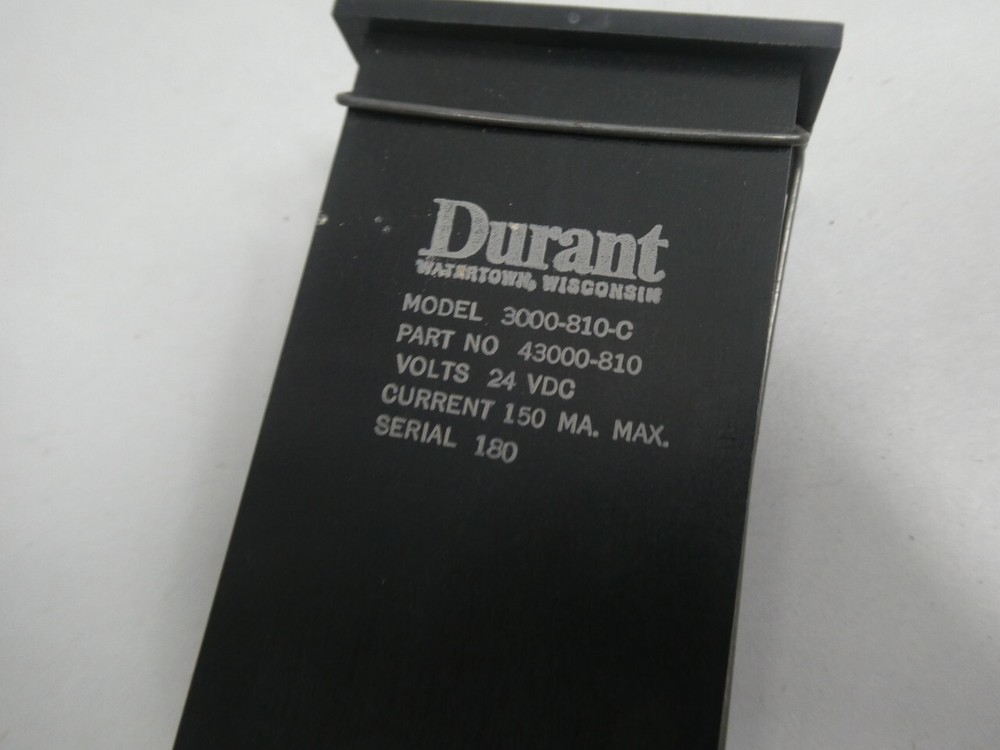 Durant
WATERTOWN, WISCONSIN
MODEL 3000-810-C
PART NO 43000-810
VOLTS 24 VDC
CURRENT 150 MA. MAX.
SERIAL 180